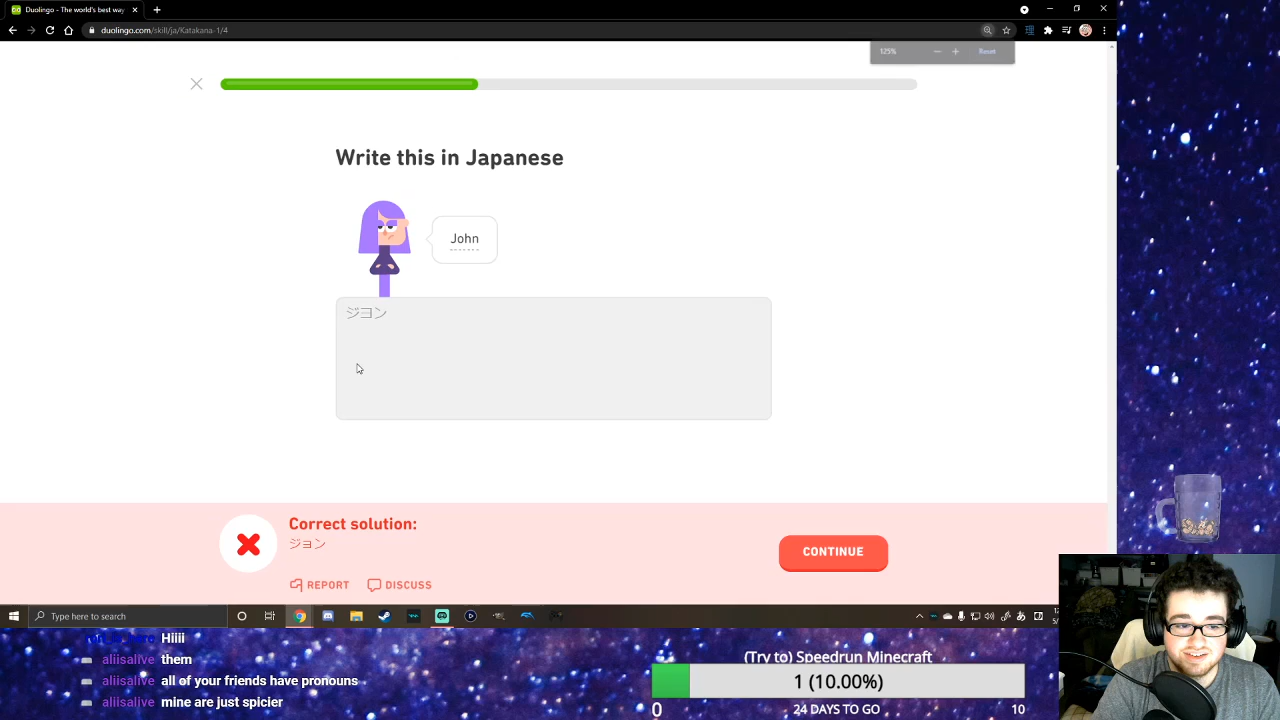 Duolingo - The world's best way
duolingo.com/skill/ja/Katakana-1/4
125%
Reset
Write this in Japanese
John
ジヨン
Correct solution:
ジョン
CONTINUE
REPORT
DISCUSS
Type here to search
Hiiii
aliisalive them
aliisalive all of your friends have pronouns
aliisalive mine are just spicier
(Try to) Speedrun Minecraft
1 (10.00%)
0
24 DAYS TO GO
10